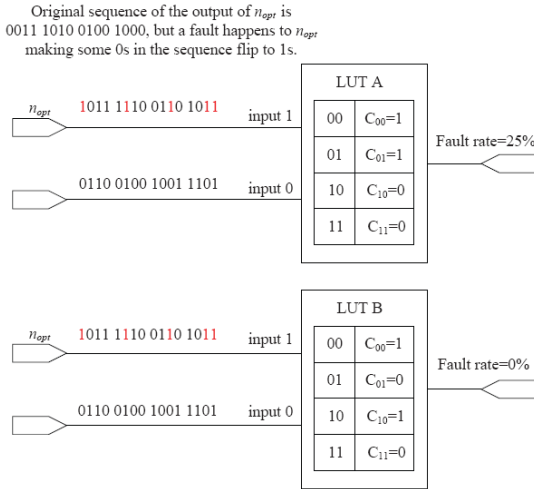 Original sequence of the output of nopt is
0011 1010 0100 1000, but a fault happens to nopt
making some 0s in the sequence flip to 1s.
LUT A
nopt 1011 1110 0110 1011 input 1
00 C00=1
Fault rate=25%
01 C01=1
0110 0100 1001 1101 input 0
10 C10=0
11 C11=0
LUT B
nopt 1011 1110 0110 1011 input 1
00 C00=1
Fault rate=0%
01 C01=0
0110 0100 1001 1101 input 0
10 C10=1
11 C11=0